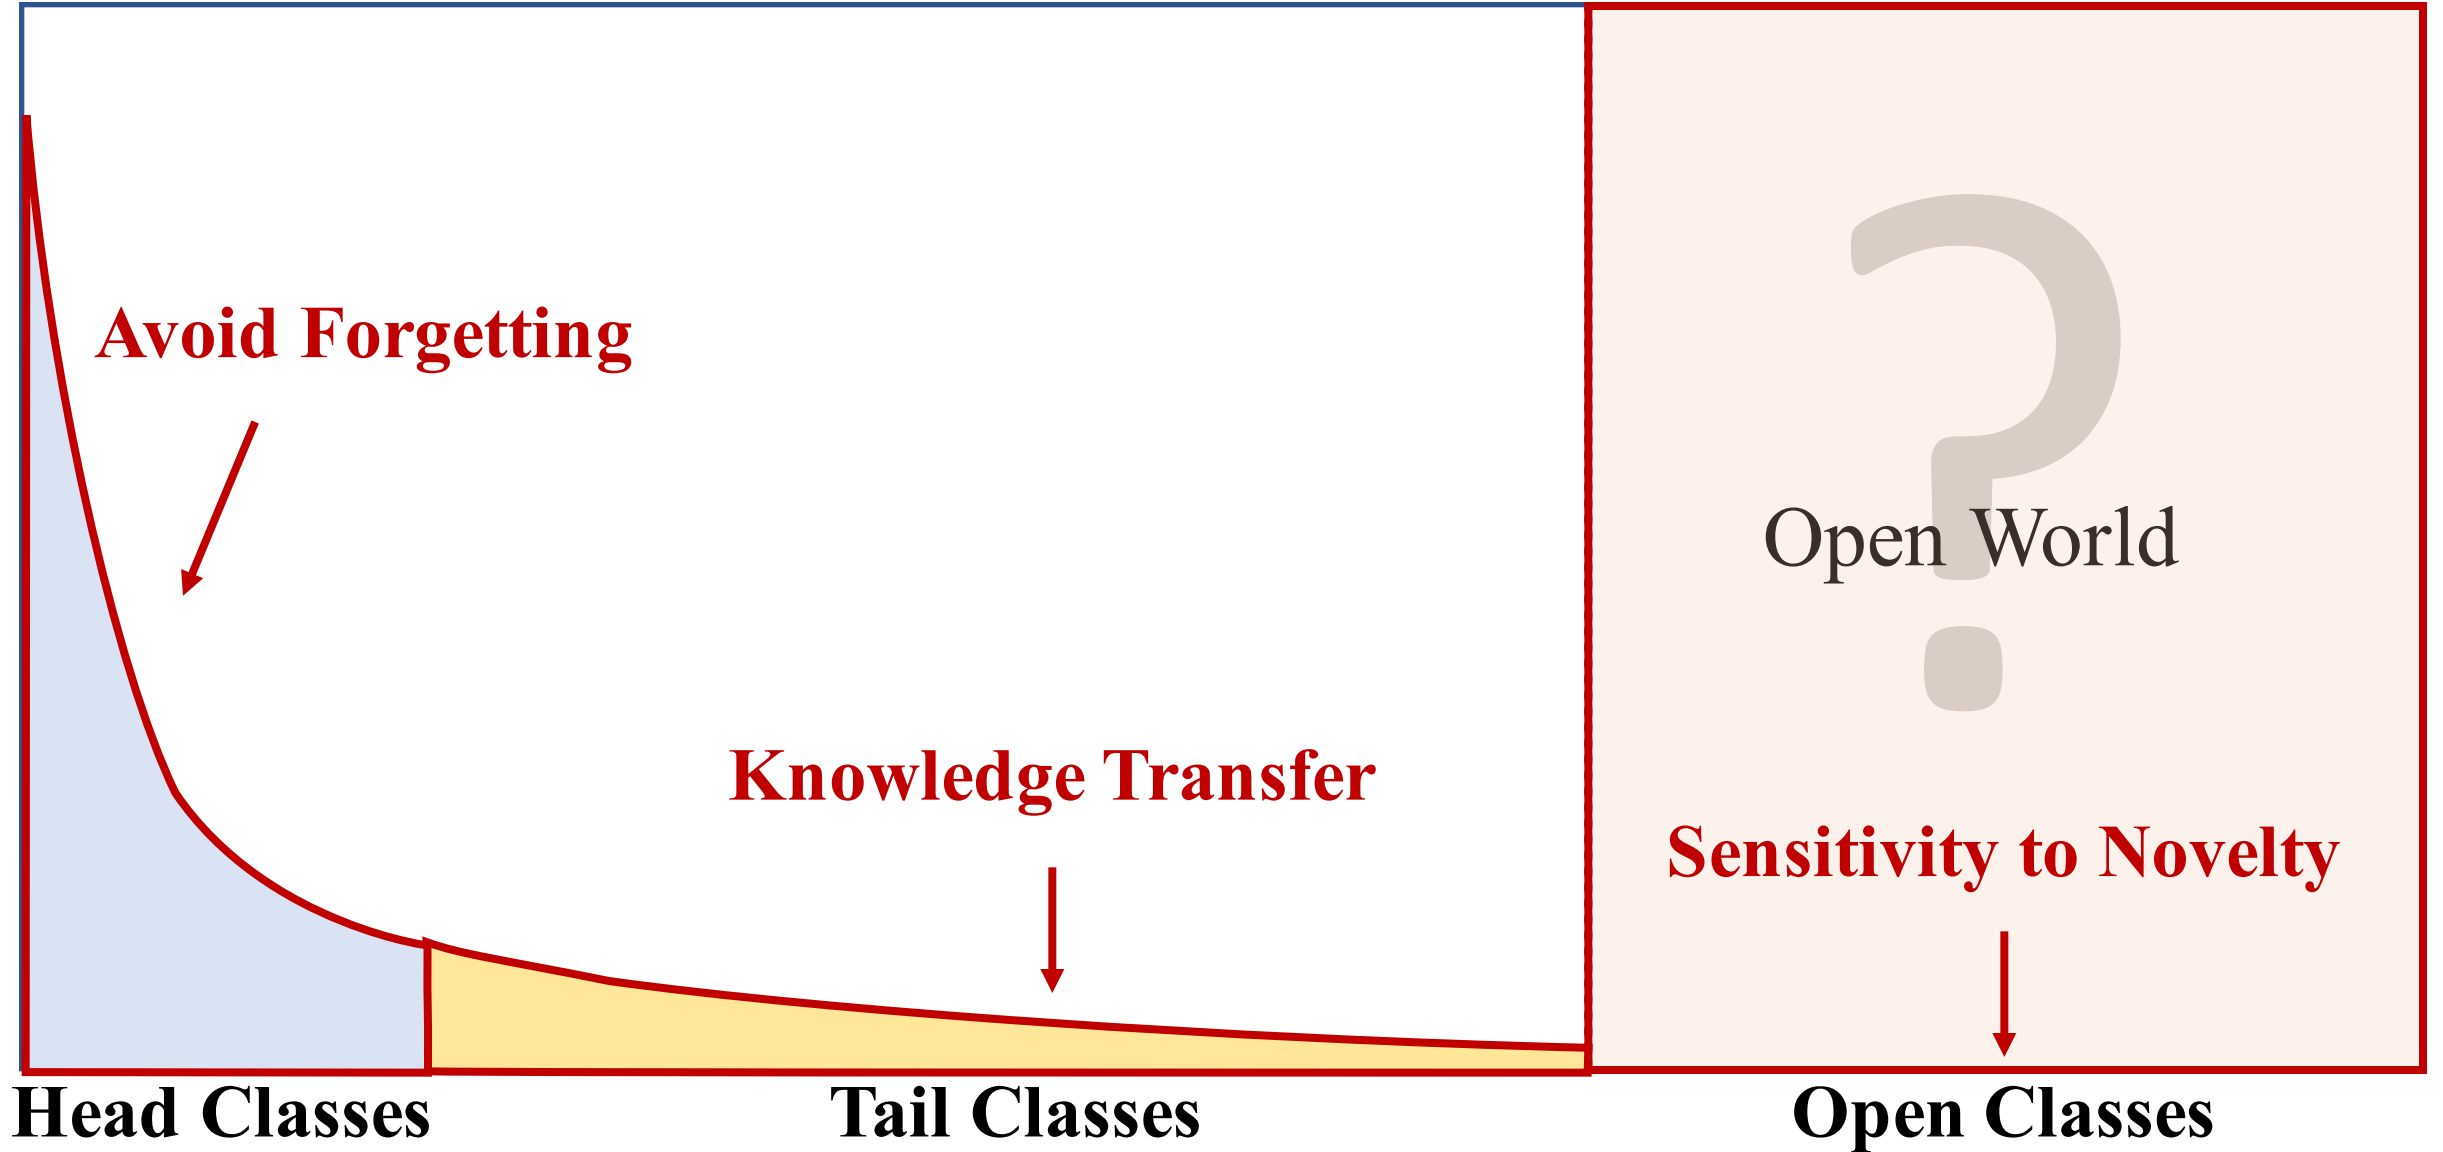 Avoid Forgetting
?
Open World
Knowledge Transfer
Sensitivity to Novelty
Head Classes
Tail Classes
Open Classes